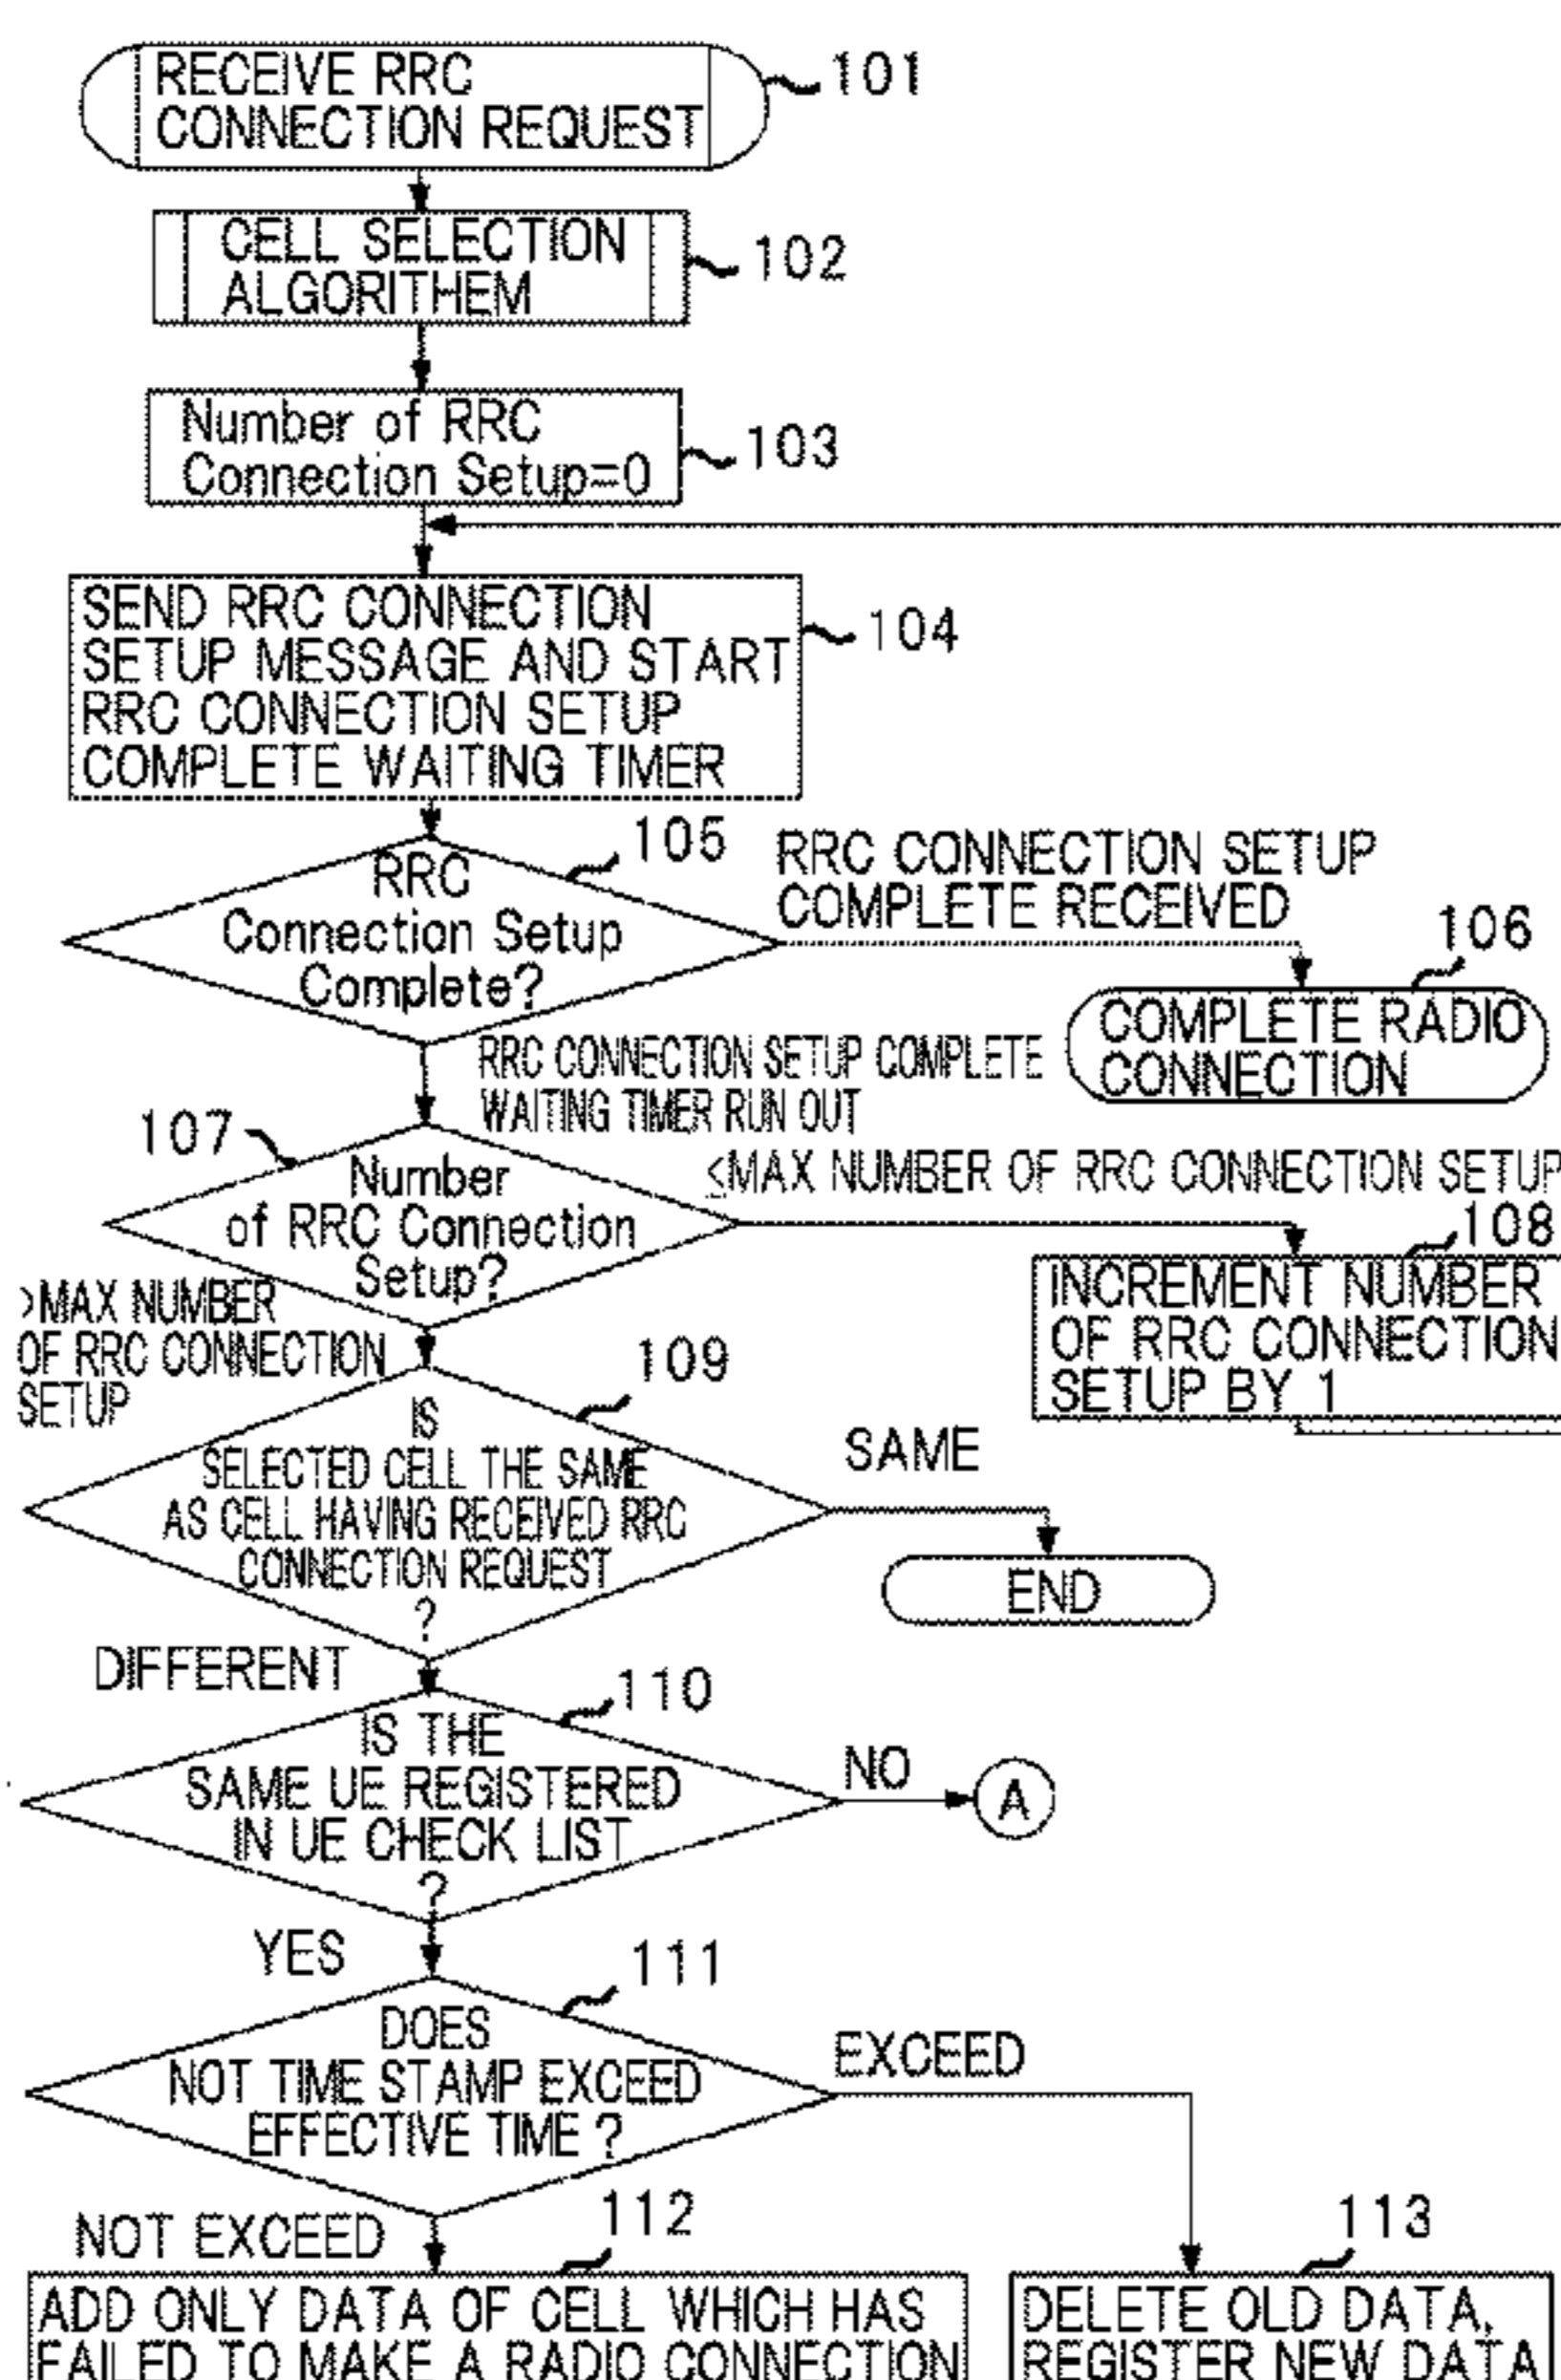 RECEIVE RRC
CONNECTION REQUEST
101
CELL SELECTION
ALGORITHEM
102
Number of RRC
Connection Setup=0
103
SEND RRC CONNECTION
SETUP MESSAGE AND START
RRC CONNECTION SETUP
COMPLETE WAITING TIMER
104
RRC
Connection Setup
Complete?
105
RRC CONNECTION SETUP
COMPLETE RECEIVED
106
COMPLETE RADIO
CONNECTION
RRC CONNECTION SETUP COMPLETE
WAITING TIMER RUN OUT
107
Number
of RRC Connection
Setup?
≤MAX NUMBER OF RRC CONNECTION SETUP
108
INCREMENT NUMBER
OF RRC CONNECTION
SETUP BY 1
>MAX NUMBER
OF RRC CONNECTION
SETUP
109
IS
SELECTED CELL THE SAME
AS CELL HAVING RECEIVED RRC
CONNECTION REQUEST
?
SAME
END
DIFFERENT
110
IS THE
SAME UE REGISTERED
IN UE CHECK LIST
?
NO
A
YES
111
DOES
NOT TIME STAMP EXCEED
EFFECTIVE TIME ?
EXCEED
NOT EXCEED
112
ADD ONLY DATA OF CELL WHICH HAS
FAILED TO MAKE A RADIO CONNECTION
113
DELETE OLD DATA,
REGISTER NEW DATA